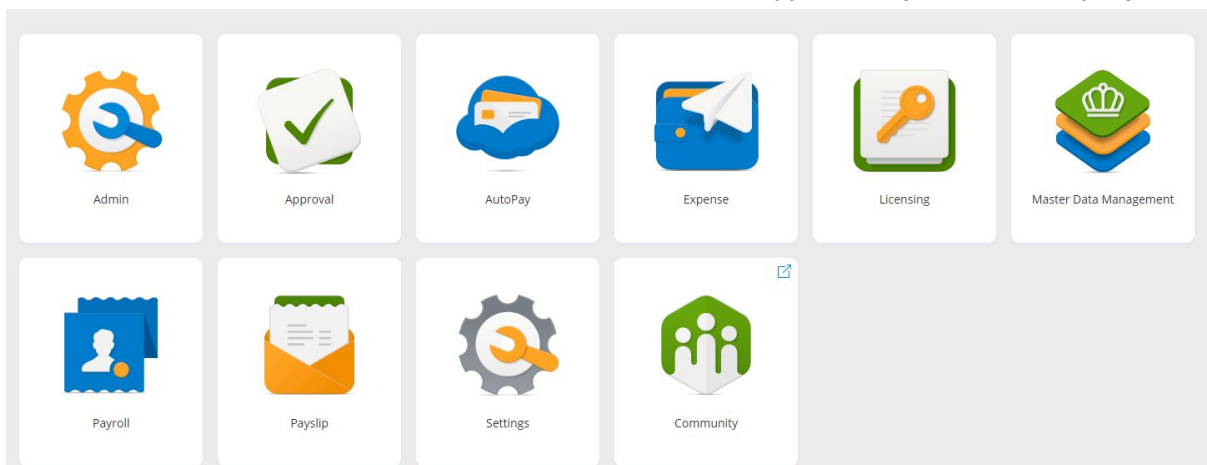 Admin
Approval
AutoPay
Expense
Licensing
Master Data Management
Payroll
Payslip
Settings
Community